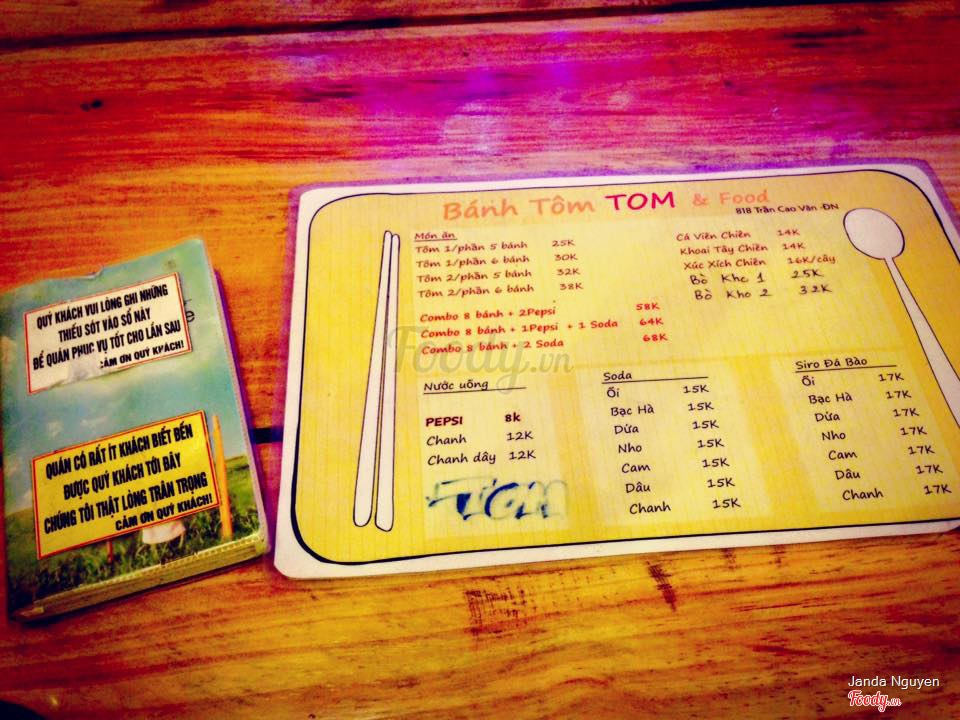 QUÝ KHÁCH VUI LÒNG GHI NHỮNG
THIẾU SÓT VÀO SỔ NÀY
ĐỂ QUÁN PHỤC VỤ TỐT CHO LẦN SAU
CẢM ƠN QUÝ KHÁCH!
QUÁN CÓ RẤT ÍT KHÁCH BIẾT ĐẾN
ĐƯỢC QUÝ KHÁCH TỚI ĐÂY
CHÚNG TÔI THẬT LÒNG TRÂN TRỌNG
CẢM ƠN QUÝ KHÁCH!
Bánh Tôm TOM & Food
818 Trần Cao Vân -ĐN
Món ăn
Tôm 1/phần 5 bánh 25K
Tôm 1/phần 6 bánh 30K
Tôm 2/phần 5 bánh 32K
Tôm 2/phần 6 bánh 38K
Combo 8 bánh + 2Pepsi 58K
Combo 8 bánh + 1Pepsi + 1 Soda 64K
Combo 8 bánh + 2 Soda 68K
Cá Viên Chiên 14K
Khoai Tây Chiên 14K
Xúc Xích Chiên 16K/cây
Bò Kho 1 25K
Bò Kho 2 32K
Nước uống
PEPSI 8k
Chanh 12K
Chanh dây 12K
TOM
Soda
Ổi 15K
Bạc Hà 15K
Dứa 15K
Nho 15K
Cam 15K
Dâu 15K
Chanh 15K
Siro Đá Bào
Ổi 17K
Bạc Hà 17K
Dứa 17K
Nho 17K
Cam 17K
Dâu 17K
Chanh 17K
Foody.vn
Janda Nguyen
Foody.vn